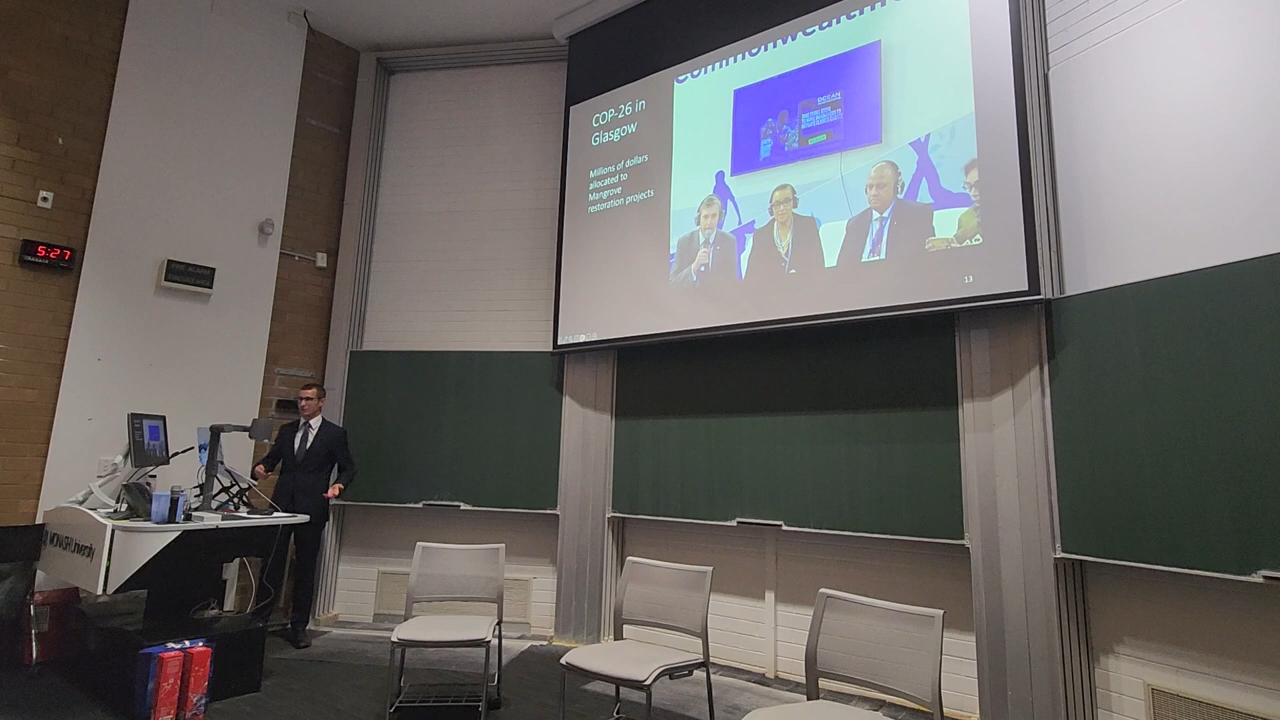 Commonwealth
COP-26 in
Glasgow
Millions of dollars
allocated to
Mangrove
restoration projects
OCEAN
13
5:27
FIRE ALARM
MONASH University